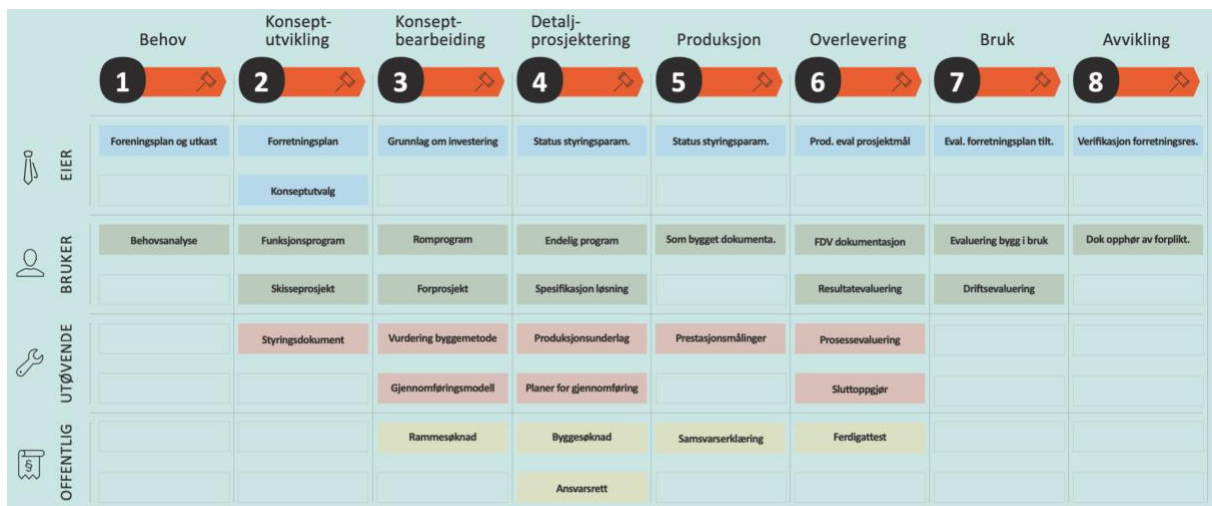 Behov
Konsept-
utvikling
Konsept-
bearbeiding
Detalj-
prosjektering
Produksjon
Overlevering
Bruk
Avvikling
1 2 3 4 5 6 7 8
EIER
Foreningsplan og utkast
Forretningsplan
Grunnlag om investering
Status styringsparam.
Status styringsparam.
Prod. eval prosjektmål
Eval. forretningsplan tilt.
Verifikasjon forretningsres.
Konseptutvalg
BRUKER
Behovsanalyse
Funksjonsprogram
Romprogram
Endelig program
Som bygget dokumenta.
FDV dokumentasjon
Evaluering bygg i bruk
Dok opphør av forplikt.
Skisseprosjekt
Forprosjekt
Spesifikasjon løsning
Resultatevaluering
Driftsevaluering
UTØVENDE
Styringsdokument
Vurdering byggemetode
Produksjonsunderlag
Prestasjonsmålinger
Prosessevaluering
Gjennomføringsmodell
Planer for gjennomføring
Sluttoppgjør
OFFENTLIG
§
Rammesøknad
Byggesøknad
Samsvarserklæring
Ferdigattest
Ansvarsrett